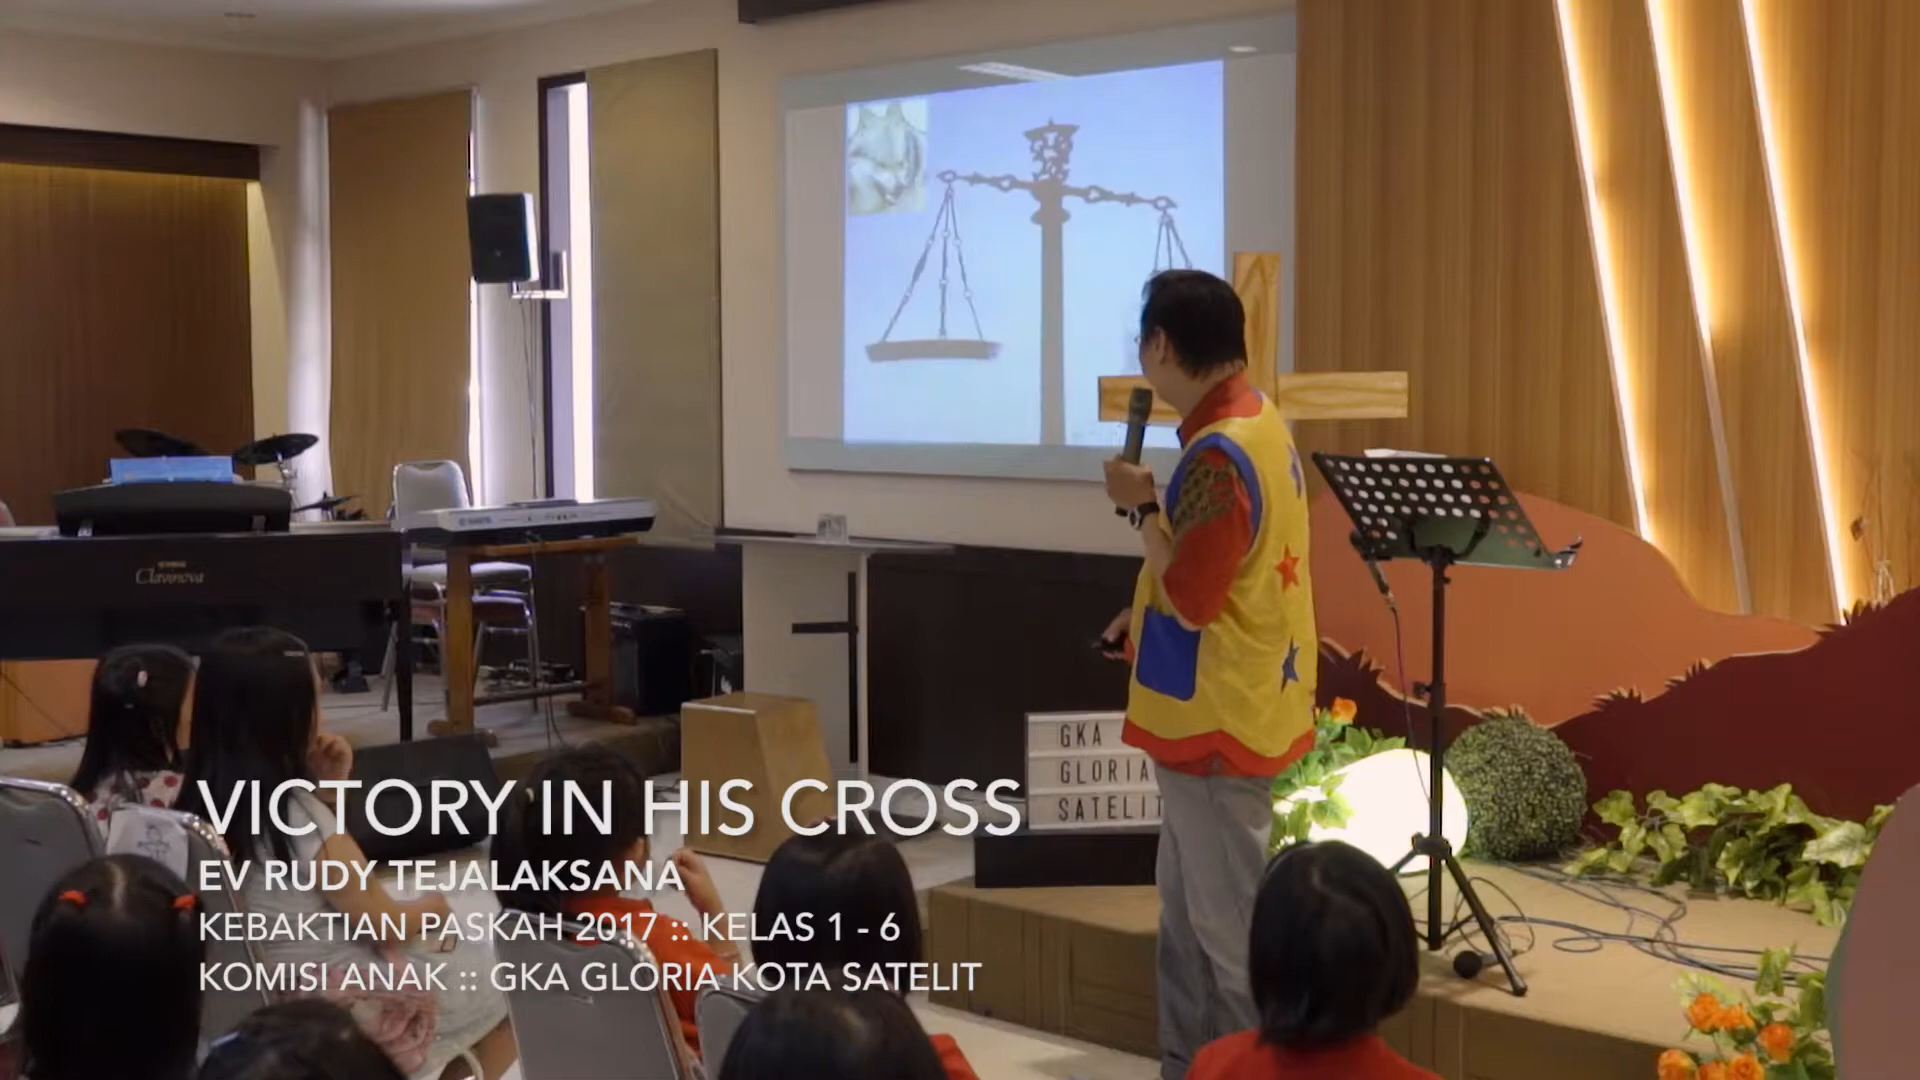 YAMAHA
Clavinova
GKA
GLORIA
SATELIT
VICTORY IN HIS CROSS
EV RUDY TEJALAKSANA
KEBAKTIAN PASKAH 2017 :: KELAS 1 - 6
KOMISI ANAK :: GKA GLORIA KOTA SATELIT